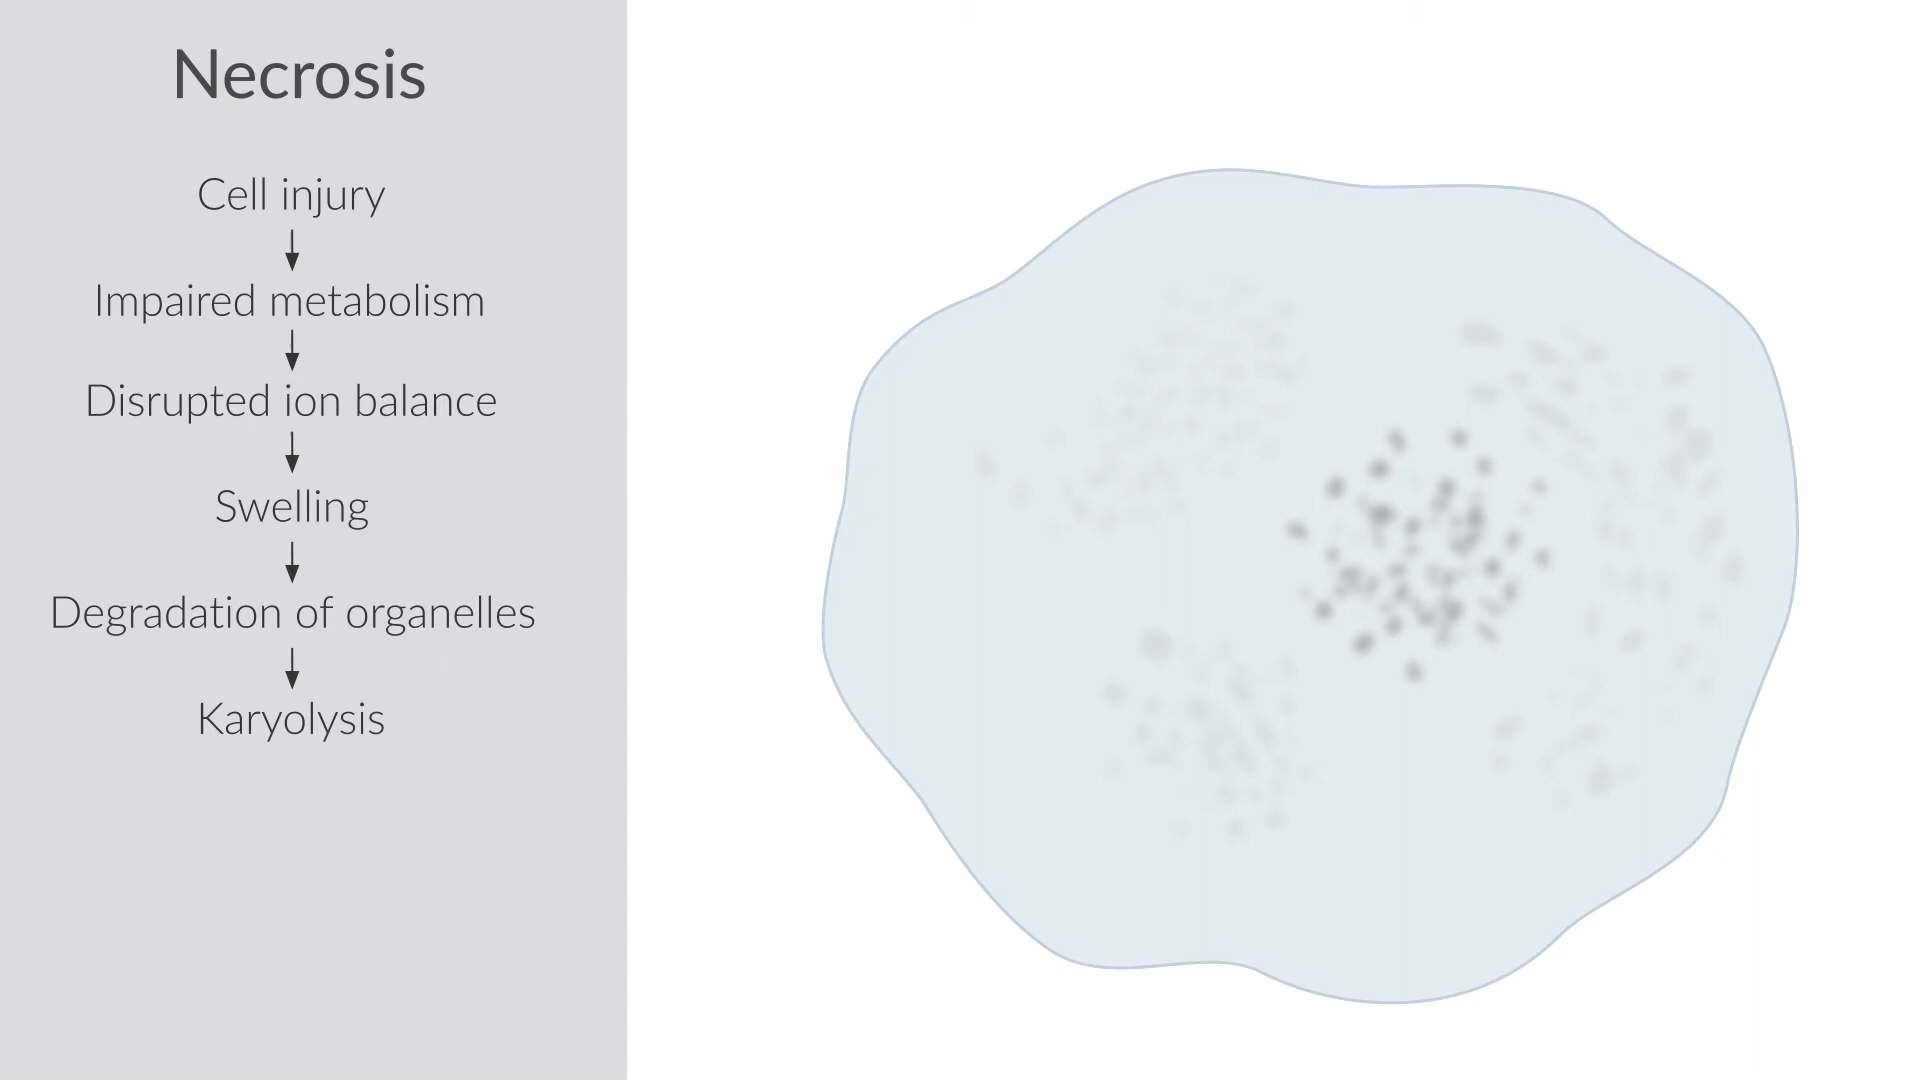 Necrosis
Cell injury
Impaired metabolism
Disrupted ion balance
Swelling
Degradation of organelles
Karyolysis